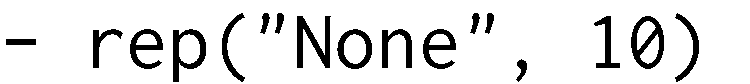 - rep("None", 10)